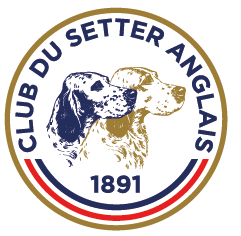 CLUB DU SETTER ANGLAIS
1891